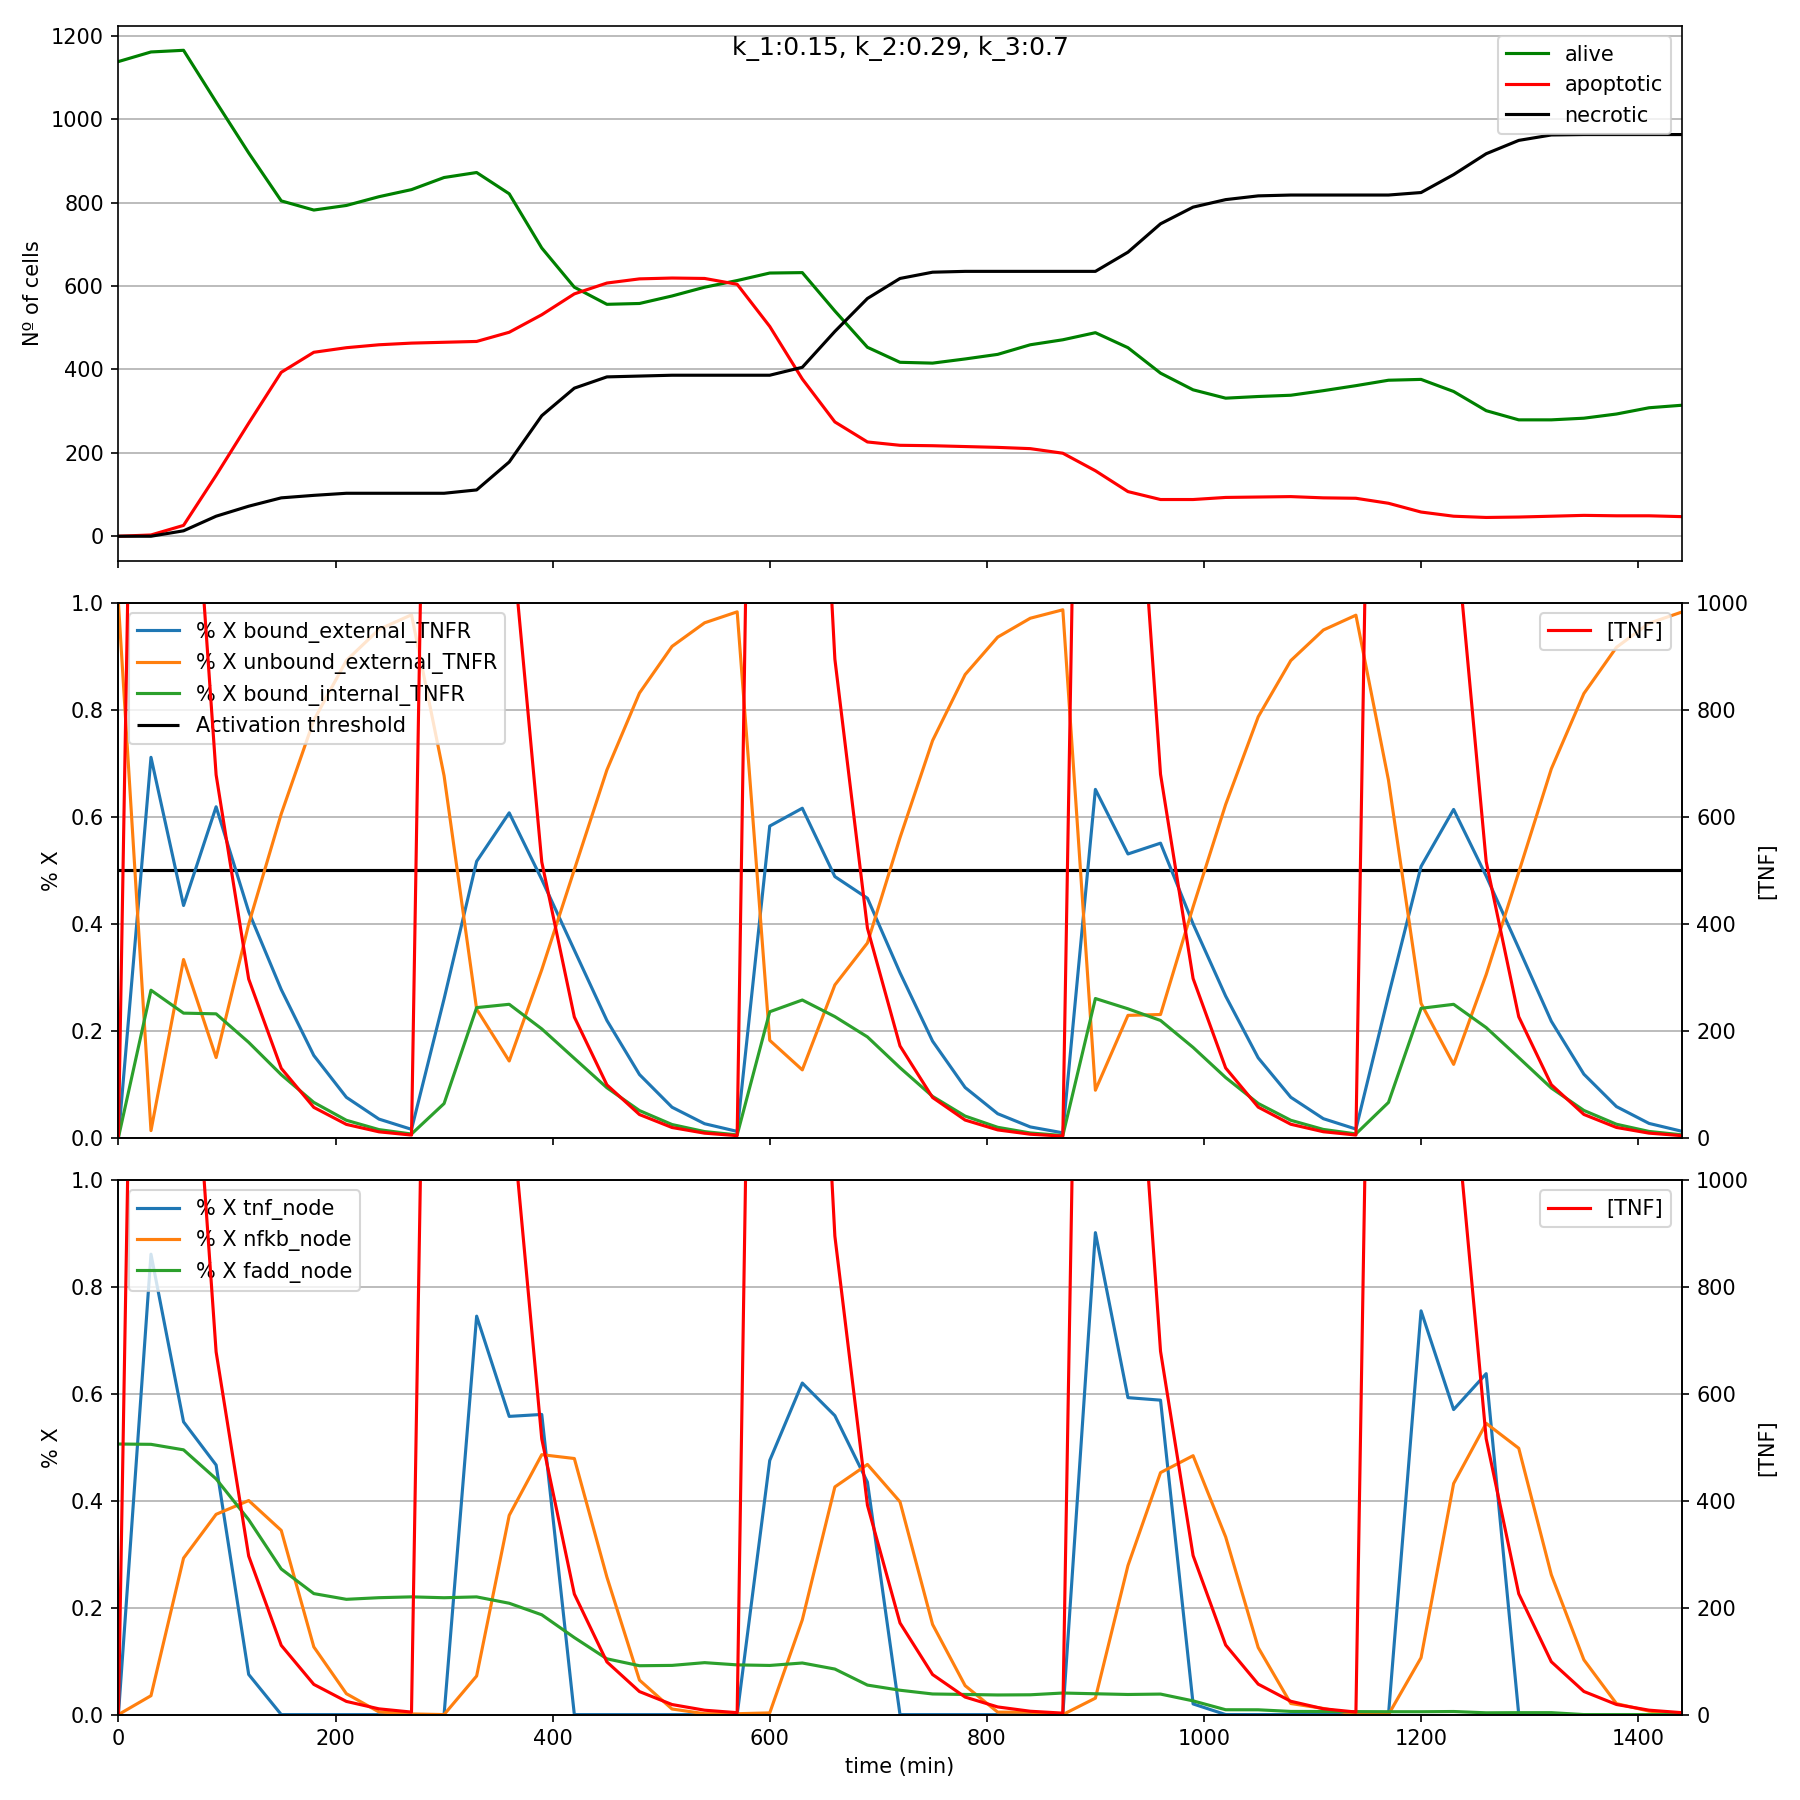 k_1:0.15, k_2:0.29, k_3:0.7
1200
1000
800
600
400
200
0
Nº of cells
alive
apoptotic
necrotic
1.0
0.8
0.6
0.4
0.2
0.0
% X
% X bound_external_TNFR
% X unbound_external_TNFR
% X bound_internal_TNFR
Activation threshold
[TNF]
1000
800
600
400
200
0
[TNF]
1.0
0.8
0.6
0.4
0.2
0.0
% X
% X tnf_node
% X nfkb_node
% X fadd_node
[TNF]
1000
800
600
400
200
0
[TNF]
0 200 400 600 800 1000 1200 1400
time (min)